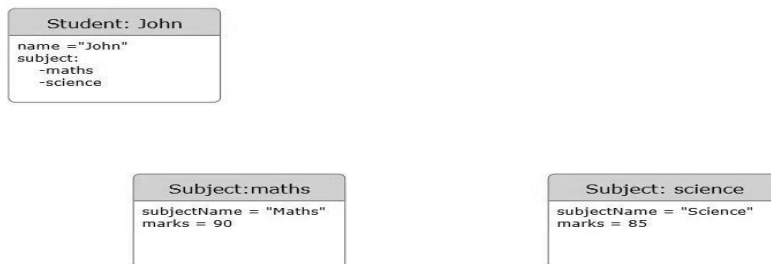 Student: John
name ="John"
subject:
-maths
-science
Subject:maths
subjectName = "Maths"
marks = 90
Subject: science
subjectName = "Science"
marks = 85